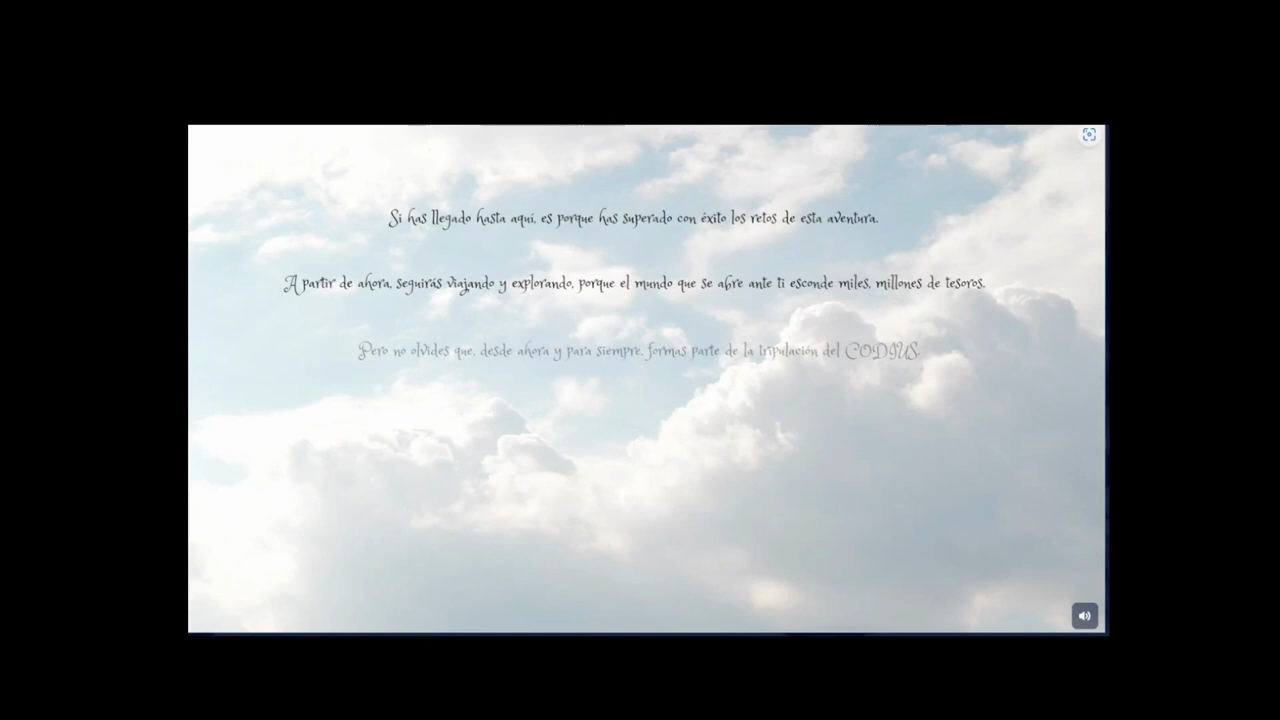 Si has llegado hasta aquí, es porque has superado con éxito los retos de esta aventura.
A partir de ahora, seguirás viajando y explorando, porque el mundo que se abre ante ti esconde miles, millones de tesoros.
Pero no olvides que, desde ahora y para siempre, formas parte de la tripulación del CODIUS.